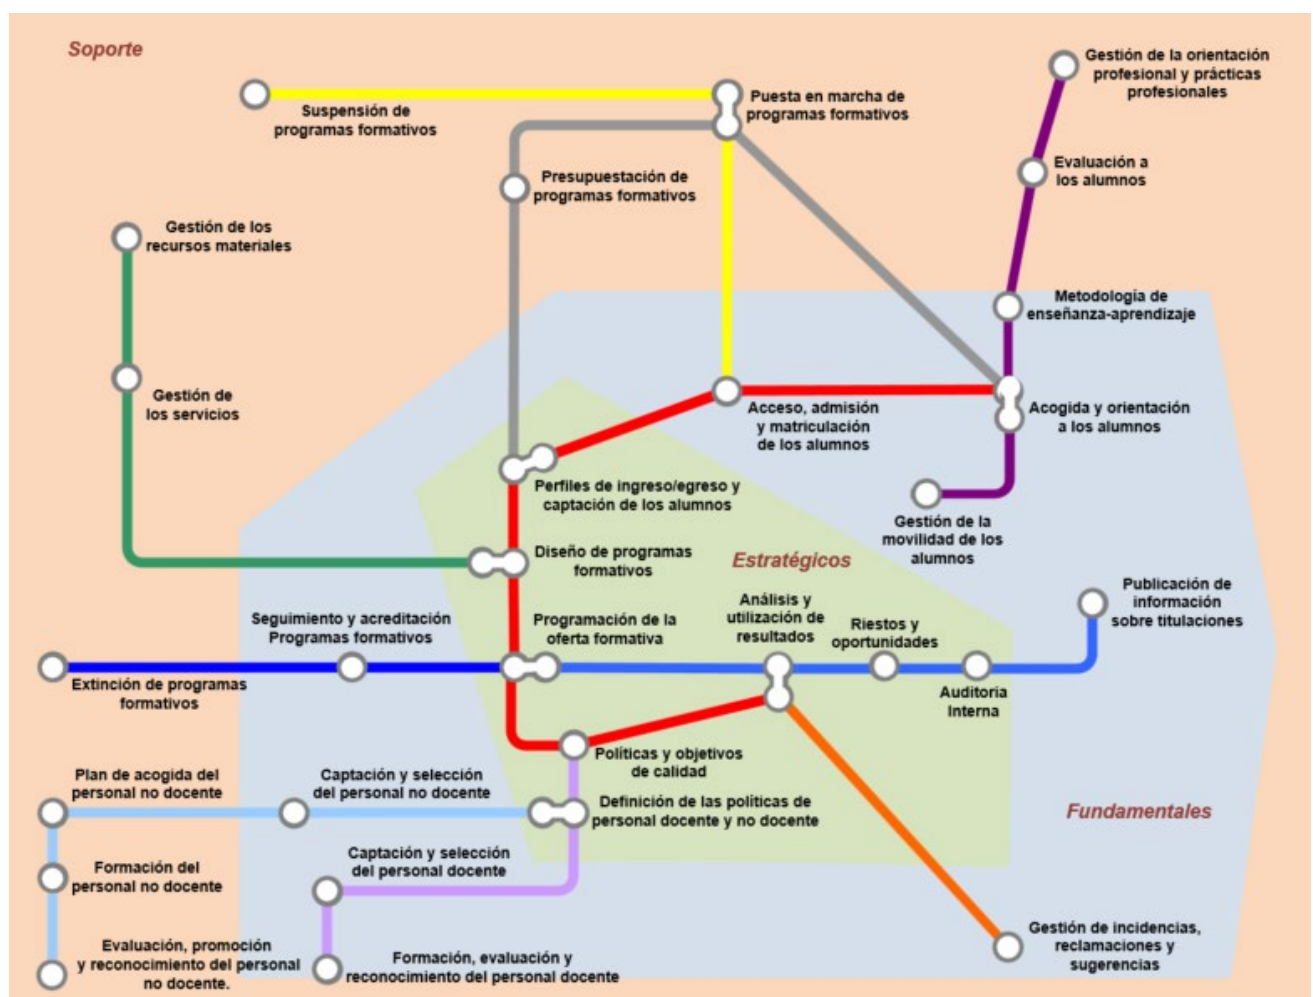 Soporte
Gestión de la orientación
profesional y prácticas
profesionales
Suspensión de
programas formativos
Puesta en marcha de
programas formativos
Evaluación a
los alumnos
Presupuestación de
programas formativos
Gestión de los
recursos materiales
Metodología de
enseñanza-aprendizaje
Gestión de
los servicios
Acceso, admisión
y matriculación
de los alumnos
Acogida y orientación
a los alumnos
Perfiles de ingreso/egreso y
captación de los alumnos
Gestión de la
movilidad de los
alumnos
Diseño de programas
formativos
Estratégicos
Publicación de
información
sobre titulaciones
Seguimiento y acreditación
Programas formativos
Programación de la
oferta formativa
Análisis y
utilización de
resultados
Riestos y
oportunidades
Extinción de programas
formativos
Auditoria
Interna
Políticas y objetivos
de calidad
Plan de acogida del
personal no docente
Captación y selección
del personal no docente
Definición de las políticas de
personal docente y no docente
Fundamentales
Formación del
personal no docente
Captación y selección
del personal docente
Evaluación, promoción
y reconocimiento del personal
no docente.
Formación, evaluación y
reconocimiento del personal docente
Gestión de incidencias,
reclamaciones y
sugerencias